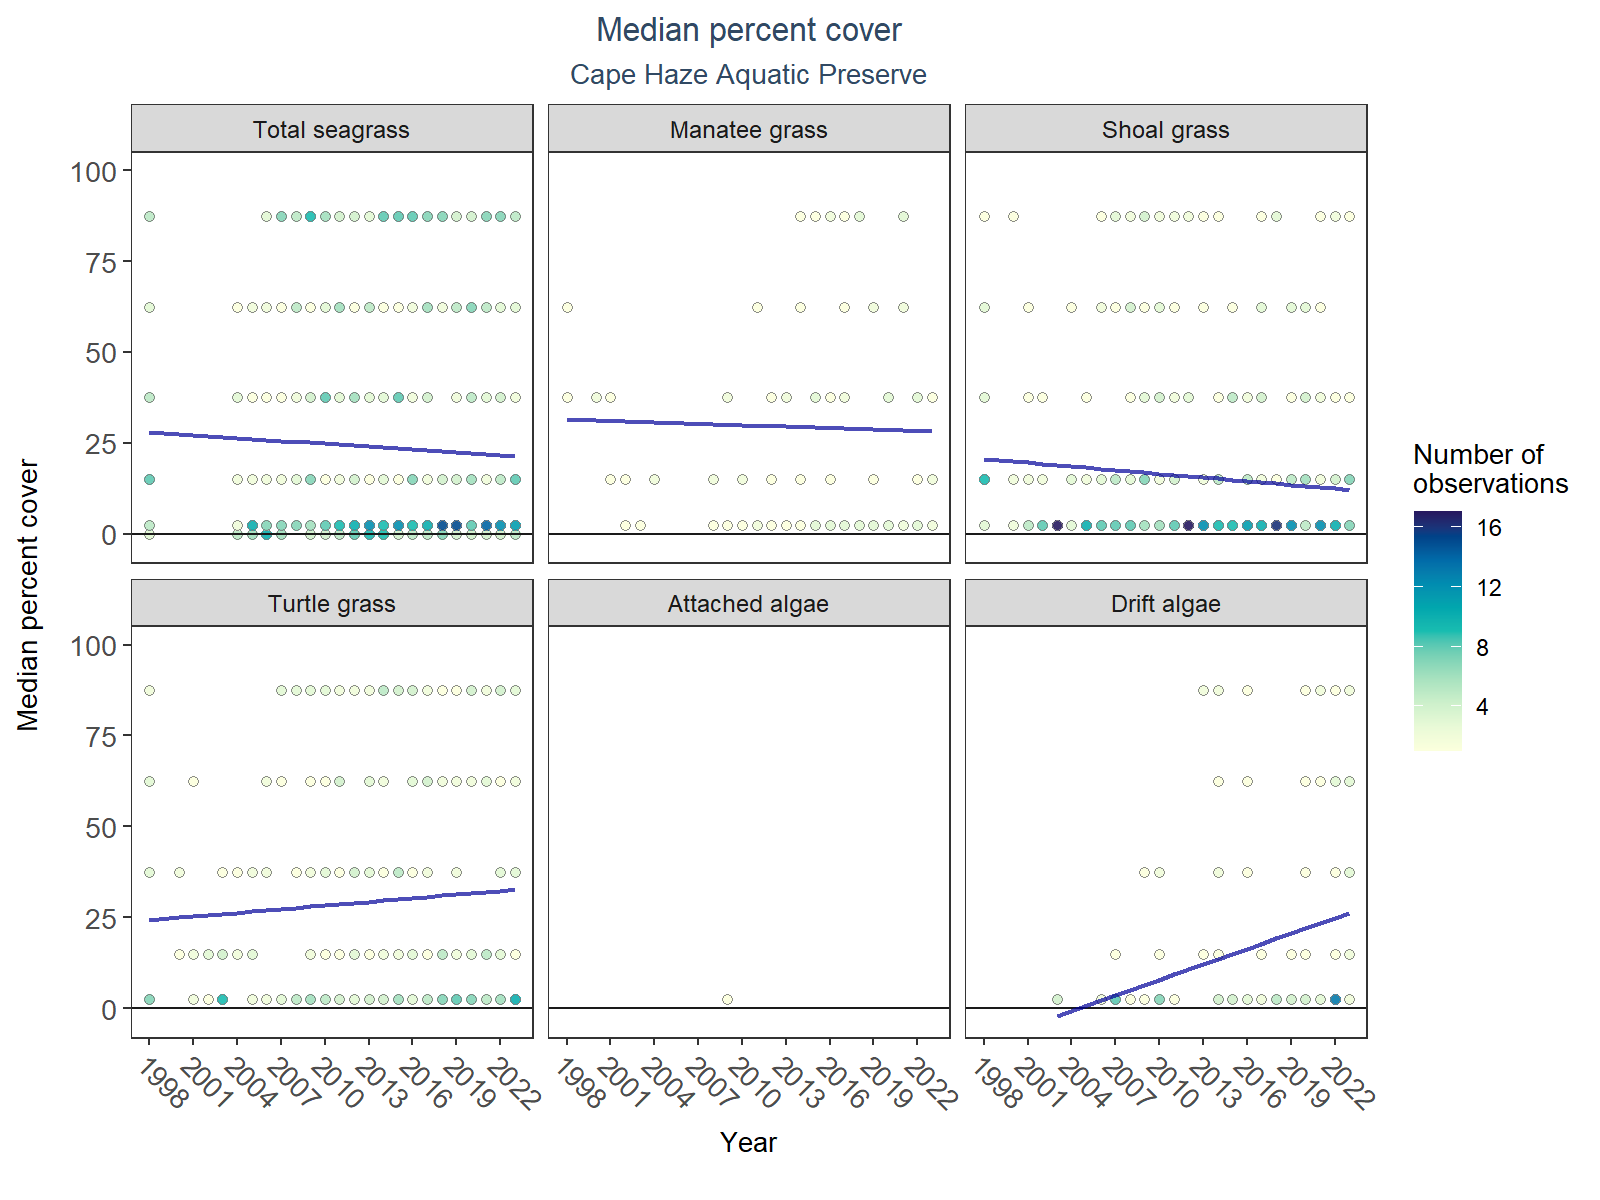 Median percent cover
Cape Haze Aquatic Preserve
Total seagrass
Manatee grass
Shoal grass
100
75
50
25
0
Turtle grass
Attached algae
Drift algae
100
75
50
25
0
Median percent cover
1998 2001 2004 2007 2010 2013 2016 2019 2022
1998 2001 2004 2007 2010 2013 2016 2019 2022
1998 2001 2004 2007 2010 2013 2016 2019 2022
Year
Number of
observations
16
12
8
4